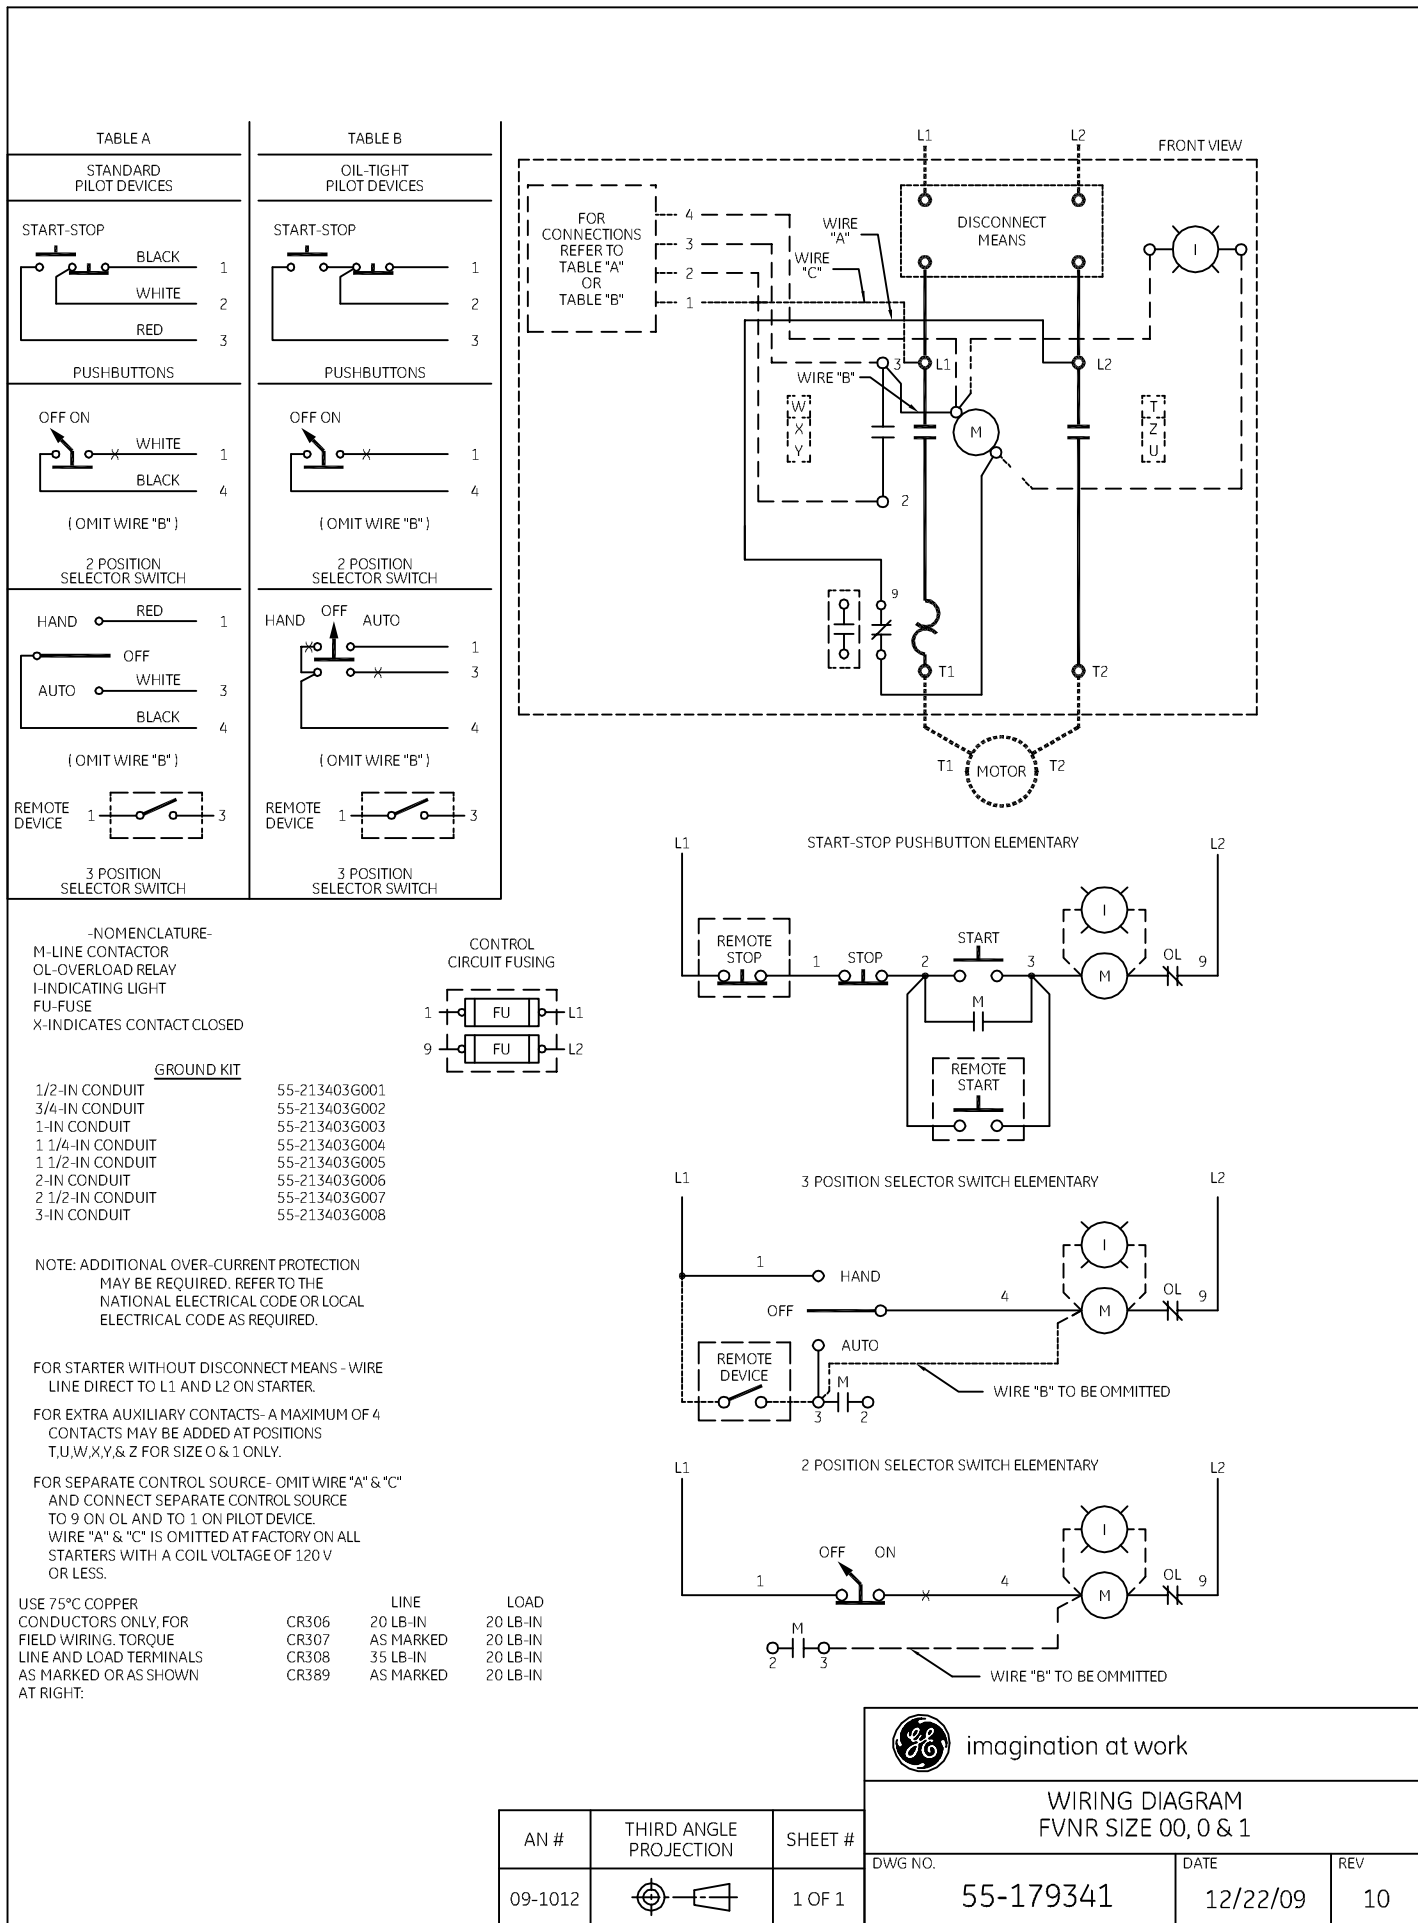 TABLE A
STANDARD
PILOT DEVICES
START-STOP
BLACK 1
WHITE 2
RED 3
PUSHBUTTONS
OFF ON
X WHITE 1
BLACK 4
( OMIT WIRE "B" )
2 POSITION
SELECTOR SWITCH
HAND RED 1
OFF
AUTO WHITE 3
BLACK 4
( OMIT WIRE "B" )
REMOTE
DEVICE 1 3
3 POSITION
SELECTOR SWITCH
TABLE B
OIL-TIGHT
PILOT DEVICES
START-STOP
1
2
3
PUSHBUTTONS
OFF ON
X 1
4
( OMIT WIRE "B" )
2 POSITION
SELECTOR SWITCH
HAND OFF AUTO
X 1
X 3
4
( OMIT WIRE "B" )
REMOTE
DEVICE 1 3
3 POSITION
SELECTOR SWITCH
L1 L2
FRONT VIEW
FOR
CONNECTIONS
REFER TO
TABLE "A"
OR
TABLE "B"
4
3
2
1
WIRE
"A"
WIRE
"C"
DISCONNECT
MEANS
I
3 L1 L2
WIRE "B"
W
X
Y
M
T
Z
U
2
9
T1 T2
T1 MOTOR T2
L1 START-STOP PUSHBUTTON ELEMENTARY L2
I
REMOTE
STOP
1 STOP 2 START 3 M OL 9
M
REMOTE
START
-NOMENCLATURE-
M-LINE CONTACTOR
OL-OVERLOAD RELAY
I-INDICATING LIGHT
FU-FUSE
X-INDICATES CONTACT CLOSED
CONTROL
CIRCUIT FUSING
1 FU L1
9 FU L2
GROUND KIT
1/2-IN CONDUIT 55-213403G001
3/4-IN CONDUIT 55-213403G002
1-IN CONDUIT 55-213403G003
1 1/4-IN CONDUIT 55-213403G004
1 1/2-IN CONDUIT 55-213403G005
2-IN CONDUIT 55-213403G006
2 1/2-IN CONDUIT 55-213403G007
3-IN CONDUIT 55-213403G008
L1 3 POSITION SELECTOR SWITCH ELEMENTARY L2
I
1 HAND
OFF 4 M OL 9
AUTO
REMOTE
DEVICE
M
3 2
WIRE "B" TO BE OMMITTED
NOTE: ADDITIONAL OVER-CURRENT PROTECTION
MAY BE REQUIRED. REFER TO THE
NATIONAL ELECTRICAL CODE OR LOCAL
ELECTRICAL CODE AS REQUIRED.
FOR STARTER WITHOUT DISCONNECT MEANS - WIRE
LINE DIRECT TO L1 AND L2 ON STARTER.
FOR EXTRA AUXILIARY CONTACTS- A MAXIMUM OF 4
CONTACTS MAY BE ADDED AT POSITIONS
T,U,W,X,Y,& Z FOR SIZE O & 1 ONLY.
FOR SEPARATE CONTROL SOURCE- OMIT WIRE "A" & "C"
AND CONNECT SEPARATE CONTROL SOURCE
TO 9 ON OL AND TO 1 ON PILOT DEVICE.
WIRE "A" & "C" IS OMITTED AT FACTORY ON ALL
STARTERS WITH A COIL VOLTAGE OF 120 V
OR LESS.
L1 2 POSITION SELECTOR SWITCH ELEMENTARY L2
I
OFF ON
1 X 4 M OL 9
M
2 3
WIRE "B" TO BE OMMITTED
USE 75°C COPPER
CONDUCTORS ONLY, FOR
FIELD WIRING. TORQUE
LINE AND LOAD TERMINALS
AS MARKED OR AS SHOWN
AT RIGHT:
LINE LOAD
CR306 20 LB-IN 20 LB-IN
CR307 AS MARKED 20 LB-IN
CR308 35 LB-IN 20 LB-IN
CR389 AS MARKED 20 LB-IN
GE imagination at work
WIRING DIAGRAM
FVNR SIZE 00, 0 & 1
AN # THIRD ANGLE
PROJECTION SHEET #
09-1012 1 OF 1
DWG NO. DATE REV
55-179341 12/22/09 10